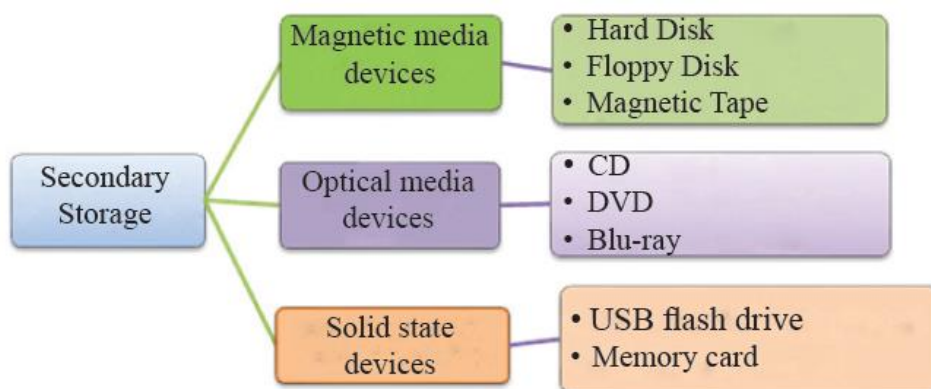 Secondary
Storage
Magnetic media
devices
• Hard Disk
• Floppy Disk
• Magnetic Tape
Optical media
devices
• CD
• DVD
• Blu-ray
Solid state
devices
• USB flash drive
• Memory card